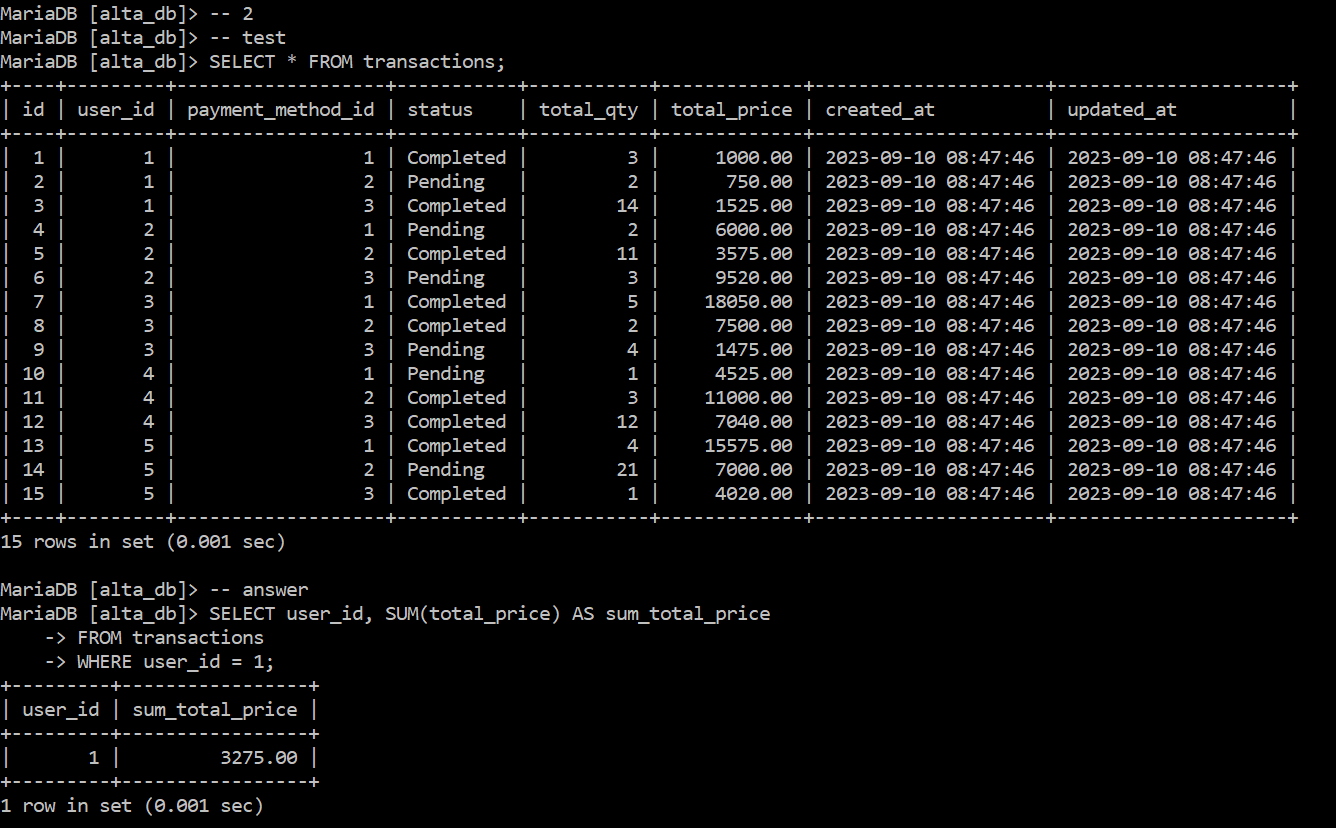 MariaDB [alta_db]> -- 2
MariaDB [alta_db]> -- test
MariaDB [alta_db]> SELECT * FROM transactions;
+----+---------+-------------------+-----------+-----------+-------------+---------------------+---------------------+
| id | user_id | payment_method_id | status    | total_qty | total_price | created_at          | updated_at          |
+----+---------+-------------------+-----------+-----------+-------------+---------------------+---------------------+
|  1 |       1 |                 1 | Completed |         3 |     1000.00 | 2023-09-10 08:47:46 | 2023-09-10 08:47:46 |
|  2 |       1 |                 2 | Pending   |         2 |      750.00 | 2023-09-10 08:47:46 | 2023-09-10 08:47:46 |
|  3 |       1 |                 3 | Completed |        14 |     1525.00 | 2023-09-10 08:47:46 | 2023-09-10 08:47:46 |
|  4 |       2 |                 1 | Pending   |         2 |     6000.00 | 2023-09-10 08:47:46 | 2023-09-10 08:47:46 |
|  5 |       2 |                 2 | Completed |        11 |     3575.00 | 2023-09-10 08:47:46 | 2023-09-10 08:47:46 |
|  6 |       2 |                 3 | Pending   |         3 |     9520.00 | 2023-09-10 08:47:46 | 2023-09-10 08:47:46 |
|  7 |       3 |                 1 | Completed |         5 |    18050.00 | 2023-09-10 08:47:46 | 2023-09-10 08:47:46 |
|  8 |       3 |                 2 | Completed |         2 |     7500.00 | 2023-09-10 08:47:46 | 2023-09-10 08:47:46 |
|  9 |       3 |                 3 | Pending   |         4 |     1475.00 | 2023-09-10 08:47:46 | 2023-09-10 08:47:46 |
| 10 |       4 |                 1 | Pending   |         1 |     4525.00 | 2023-09-10 08:47:46 | 2023-09-10 08:47:46 |
| 11 |       4 |                 2 | Completed |         3 |    11000.00 | 2023-09-10 08:47:46 | 2023-09-10 08:47:46 |
| 12 |       4 |                 3 | Completed |        12 |     7040.00 | 2023-09-10 08:47:46 | 2023-09-10 08:47:46 |
| 13 |       5 |                 1 | Completed |         4 |    15575.00 | 2023-09-10 08:47:46 | 2023-09-10 08:47:46 |
| 14 |       5 |                 2 | Pending   |        21 |     7000.00 | 2023-09-10 08:47:46 | 2023-09-10 08:47:46 |
| 15 |       5 |                 3 | Completed |         1 |     4020.00 | 2023-09-10 08:47:46 | 2023-09-10 08:47:46 |
+----+---------+-------------------+-----------+-----------+-------------+---------------------+---------------------+
15 rows in set (0.001 sec)

MariaDB [alta_db]> -- answer
MariaDB [alta_db]> SELECT user_id, SUM(total_price) AS sum_total_price
    -> FROM transactions
    -> WHERE user_id = 1;
+---------+-----------------+
| user_id | sum_total_price |
+---------+-----------------+
|       1 |         3275.00 |
+---------+-----------------+
1 row in set (0.001 sec)